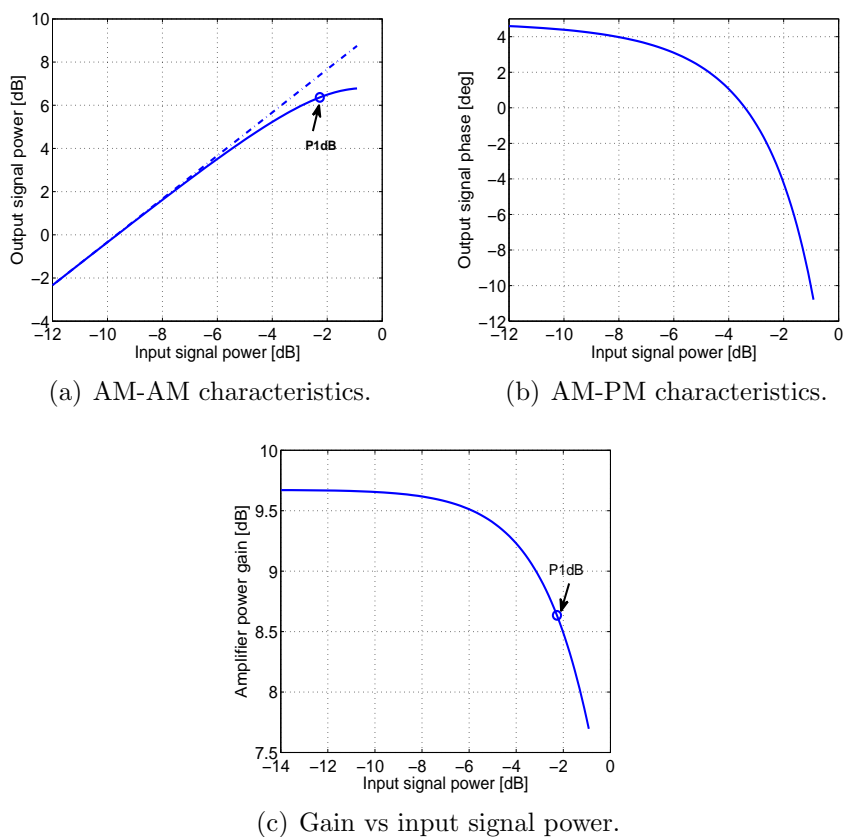 10
8
6
4
2
0
−2
−4
−12 −10 −8 −6 −4 −2 0
Output signal power [dB]
Input signal power [dB]
P1dB
(a) AM-AM characteristics.
4
2
0
−2
−4
−6
−8
−10
−12
−12 −10 −8 −6 −4 −2 0
Output signal phase [deg]
Input signal power [dB]
(b) AM-PM characteristics.
10
9.5
9
8.5
8
7.5
−14 −12 −10 −8 −6 −4 −2 0
Amplifier power gain [dB]
Input signal power [dB]
P1dB
(c) Gain vs input signal power.